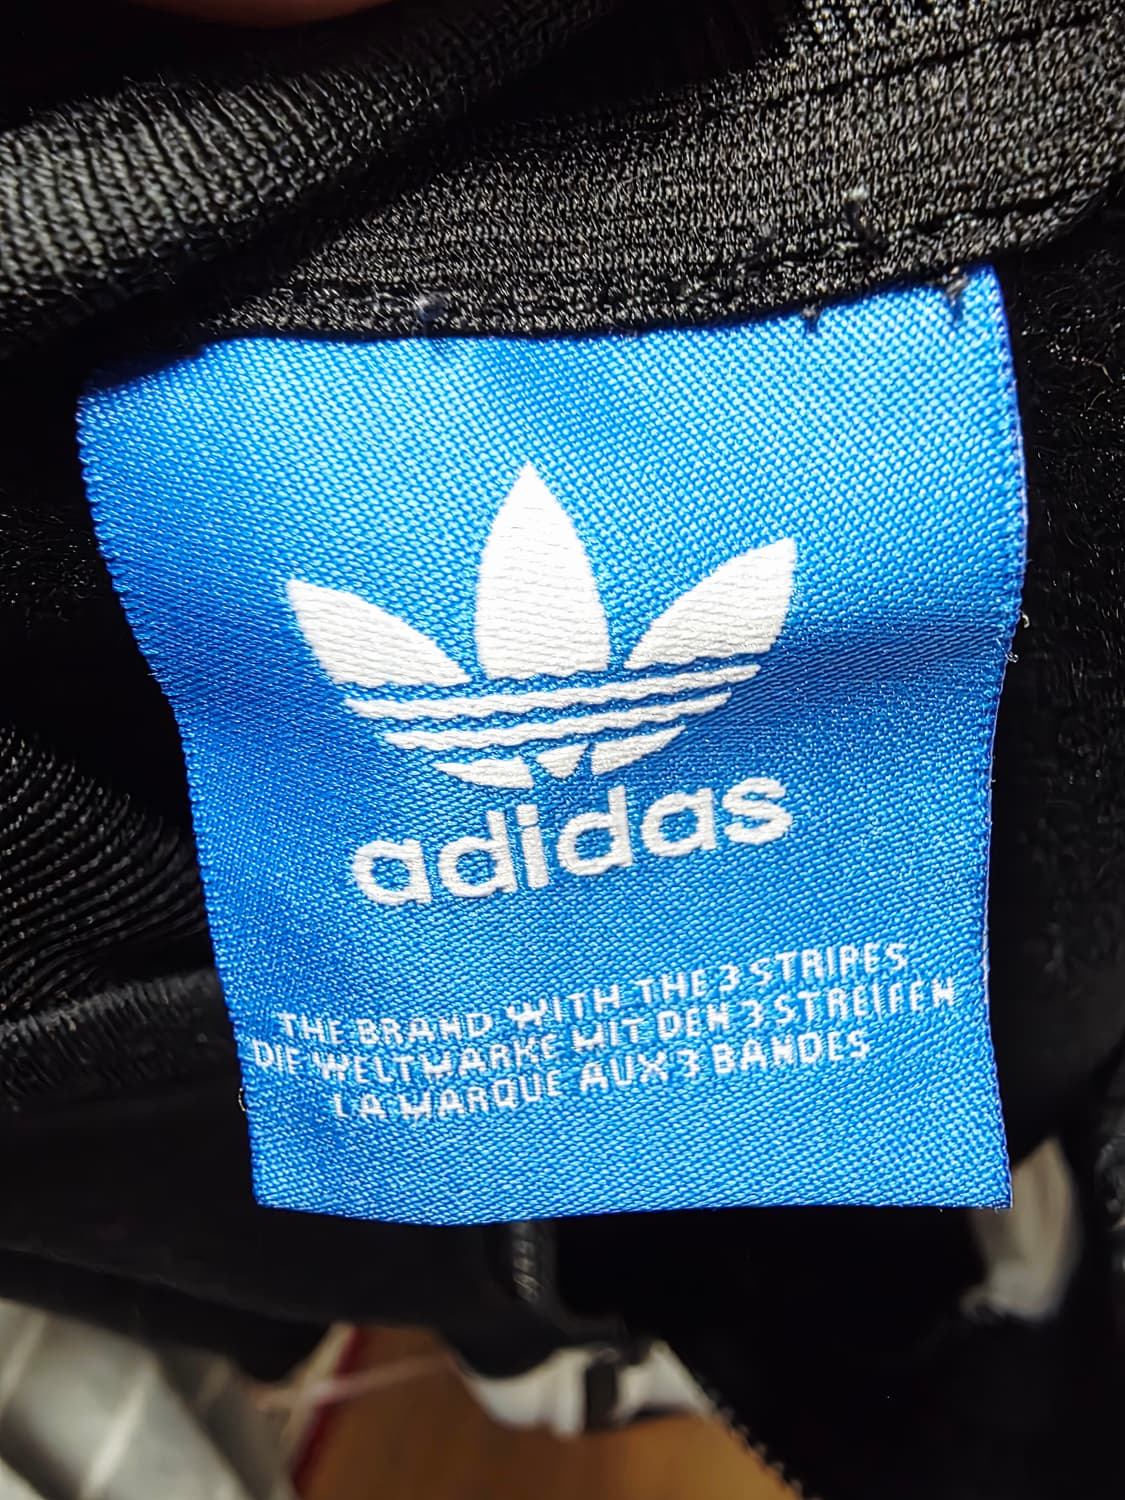 adidas
THE BRAND WITH THE 3 STRIPES
DIE WELTMARKE MIT DEN 3 STREIFEN
LA MARQUE AUX 3 BANDES